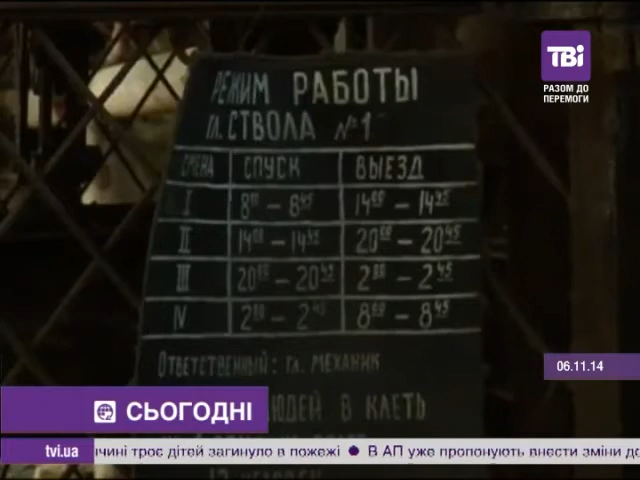 ТВі
РАЗОМ ДО
ПЕРЕМОГИ
РЕЖИМ РАБОТЫ
ГЛ. СТВОЛА №1
СМЕНА СПУСК ВЫЕЗД
I 8⁰⁰ – 8⁴⁵ 14⁰⁰ – 14⁴⁵
II 14⁰⁰ – 14⁴⁵ 20⁰⁰ – 20⁴⁵
III 20⁰⁰ – 20⁴⁵ 2⁰⁰ – 2⁴⁵
IV 2⁰⁰ – 2⁴⁵ 8⁰⁰ – 8⁴⁵
ОТВЕТСТВЕННЫЙ: ГЛ. МЕХАНИК
В КЛЕТЬ
06.11.14
СЬОГОДНІ
tvi.ua ичині троє дітей загинуло в пожежі ● В АП уже пропонують внести зміни до